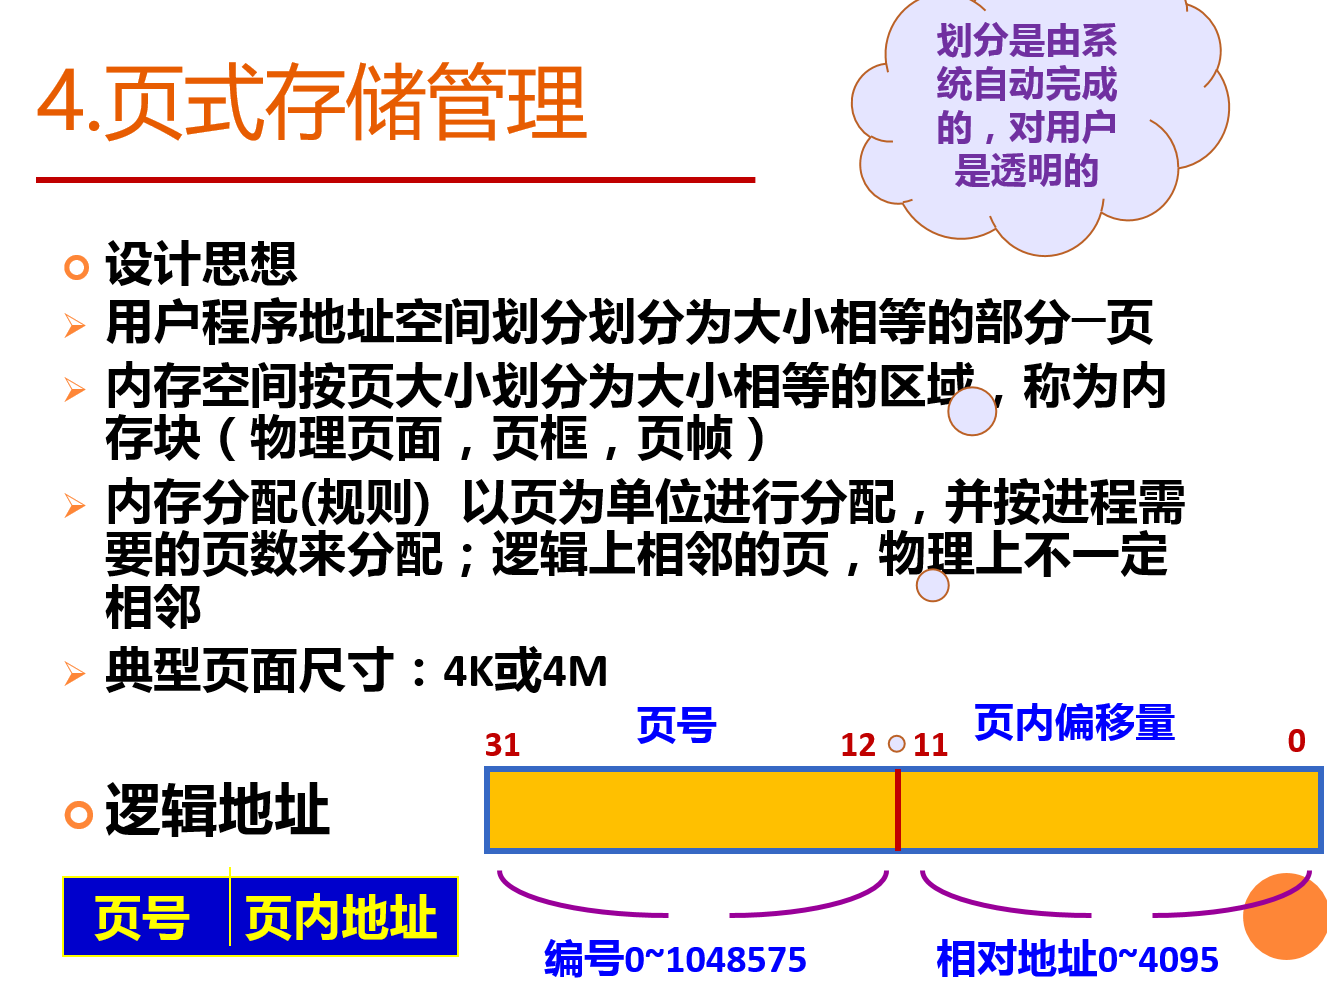 4.页式存储管理
划分是由系
统自动完成
的，对用户
是透明的
设计思想
用户程序地址空间划分划分为大小相等的部分—页
内存空间按页大小划分为大小相等的区域，称为内
存块（物理页面，页框，页帧）
内存分配(规则）以页为单位进行分配，并按进程需
要的页数来分配；逻辑上相邻的页，物理上不一定
相邻
典型页面尺寸：4K或4M
页号 页内偏移量
31 12 11 0
逻辑地址
页号 页内地址
编号0~1048575 相对地址0~4095